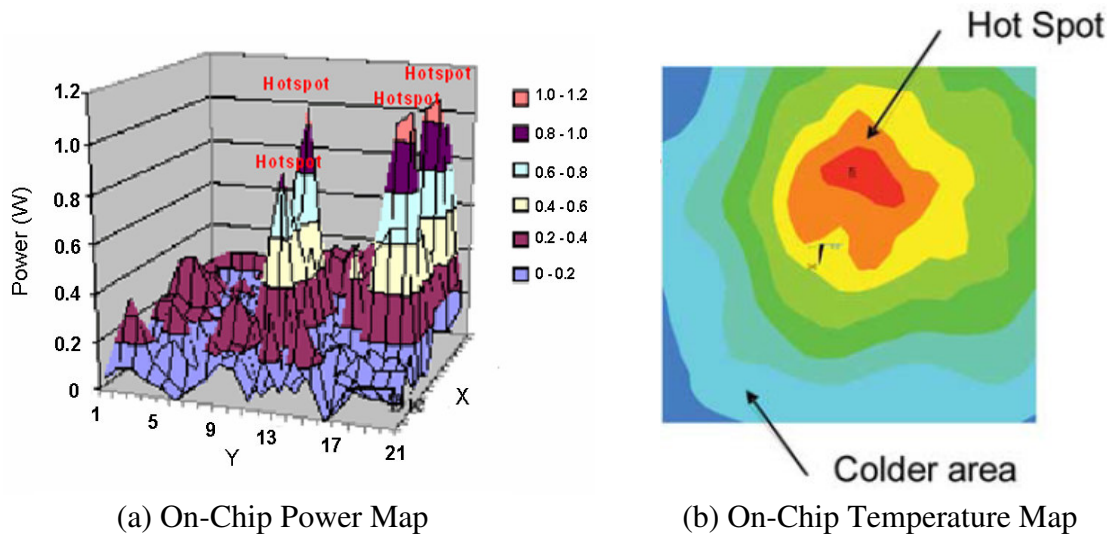 Hot Spot
Hotspot
Hotspot
Hotspot
Hotspot
Power (W)
1.2
1.0
0.8
0.6
0.4
0.2
0
1
5
9
13
17
21
Y
X
1.0 - 1.2
0.8 - 1.0
0.6 - 0.8
0.4 - 0.6
0.2 - 0.4
0 - 0.2
Colder area
(a) On-Chip Power Map
(b) On-Chip Temperature Map